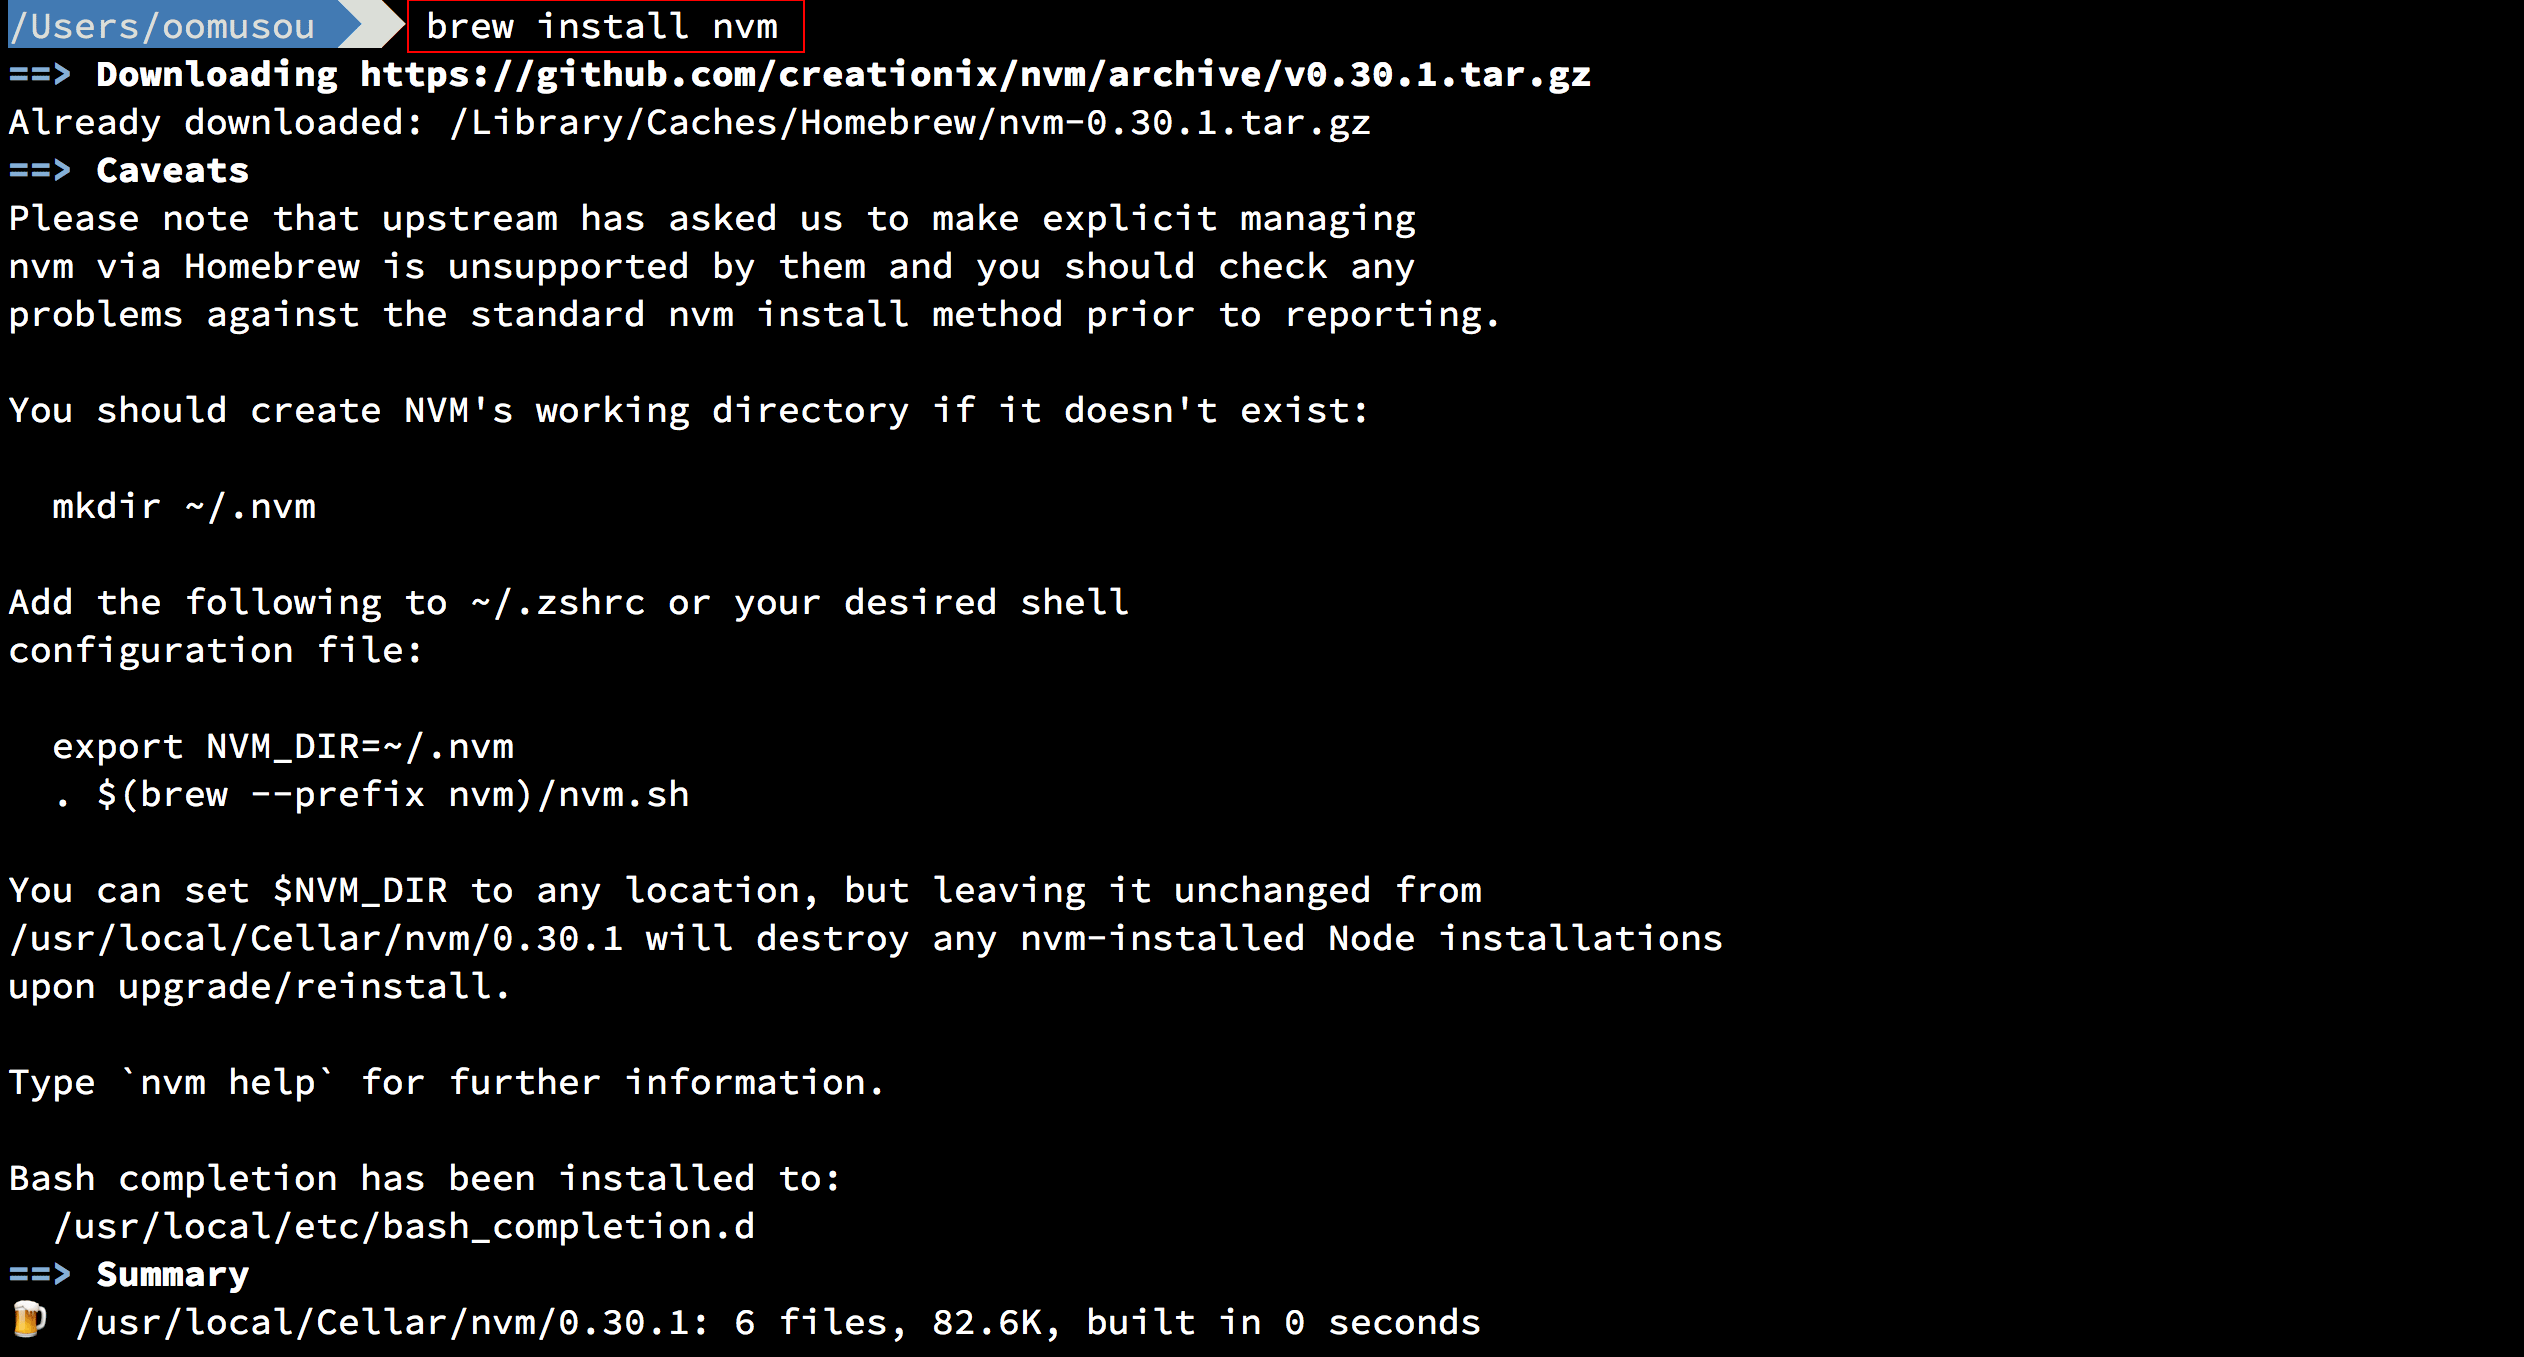 /Users/oomusou brew install nvm
==> Downloading https://github.com/creationix/nvm/archive/v0.30.1.tar.gz
Already downloaded: /Library/Caches/Homebrew/nvm-0.30.1.tar.gz
==> Caveats
Please note that upstream has asked us to make explicit managing
nvm via Homebrew is unsupported by them and you should check any
problems against the standard nvm install method prior to reporting.
You should create NVM's working directory if it doesn't exist:
mkdir ~/.nvm
Add the following to ~/.zshrc or your desired shell
configuration file:
export NVM_DIR=~/.nvm
. $(brew --prefix nvm)/nvm.sh
You can set $NVM_DIR to any location, but leaving it unchanged from
/usr/local/Cellar/nvm/0.30.1 will destroy any nvm-installed Node installations
upon upgrade/reinstall.
Type `nvm help` for further information.
Bash completion has been installed to:
/usr/local/etc/bash_completion.d
==> Summary
🍺 /usr/local/Cellar/nvm/0.30.1: 6 files, 82.6K, built in 0 seconds